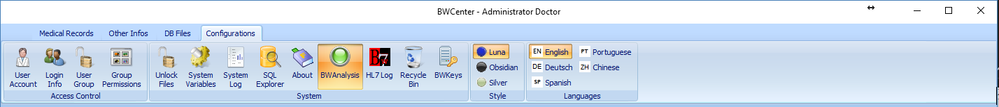 BWCenter - Administrator Doctor
Medical Records Other Infos DB Files Configurations
User Account
Login Info
User Group
Group Permissions
Access Control
Unlock Files
System Variables
System Log
SQL Explorer
About
BWAnalysis
B7
HL7 Log
Recycle Bin
BWKeys
System
Luna
Obsidian
Silver
Style
EN English
DE Deutsch
SP Spanish
PT Portuguese
ZH Chinese
Languages